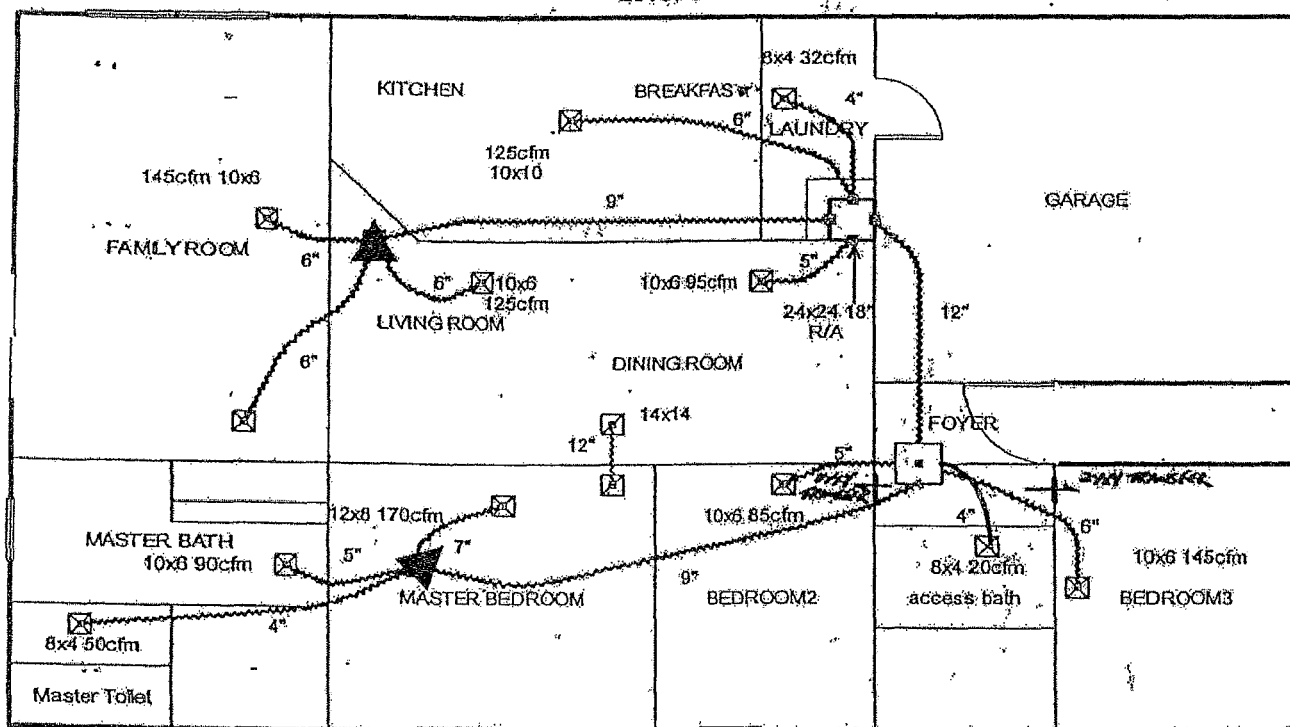 8x4 32cfm
KITCHEN
BREAKFAST
4"
6"
LAUNDRY
125cfm
10x10
145cfm 10x6
9"
GARAGE
FAMILY ROOM
6"
6"
10x6
125cfm
10x6 95cfm
5"
24x24 18"
R/A
12"
LIVING ROOM
6"
DINING ROOM
14x14
FOYER
12"
5"
TRANSFER
12x8 170cfm
10x6 85cfm
4"
6"
MASTER BATH
10x6 90cfm
5"
7"
9"
8x4 20cfm
10x6 145cfm
MASTER BEDROOM
BEDROOM2
access bath
BEDROOM3
4"
8x4 50cfm
Master Toilet